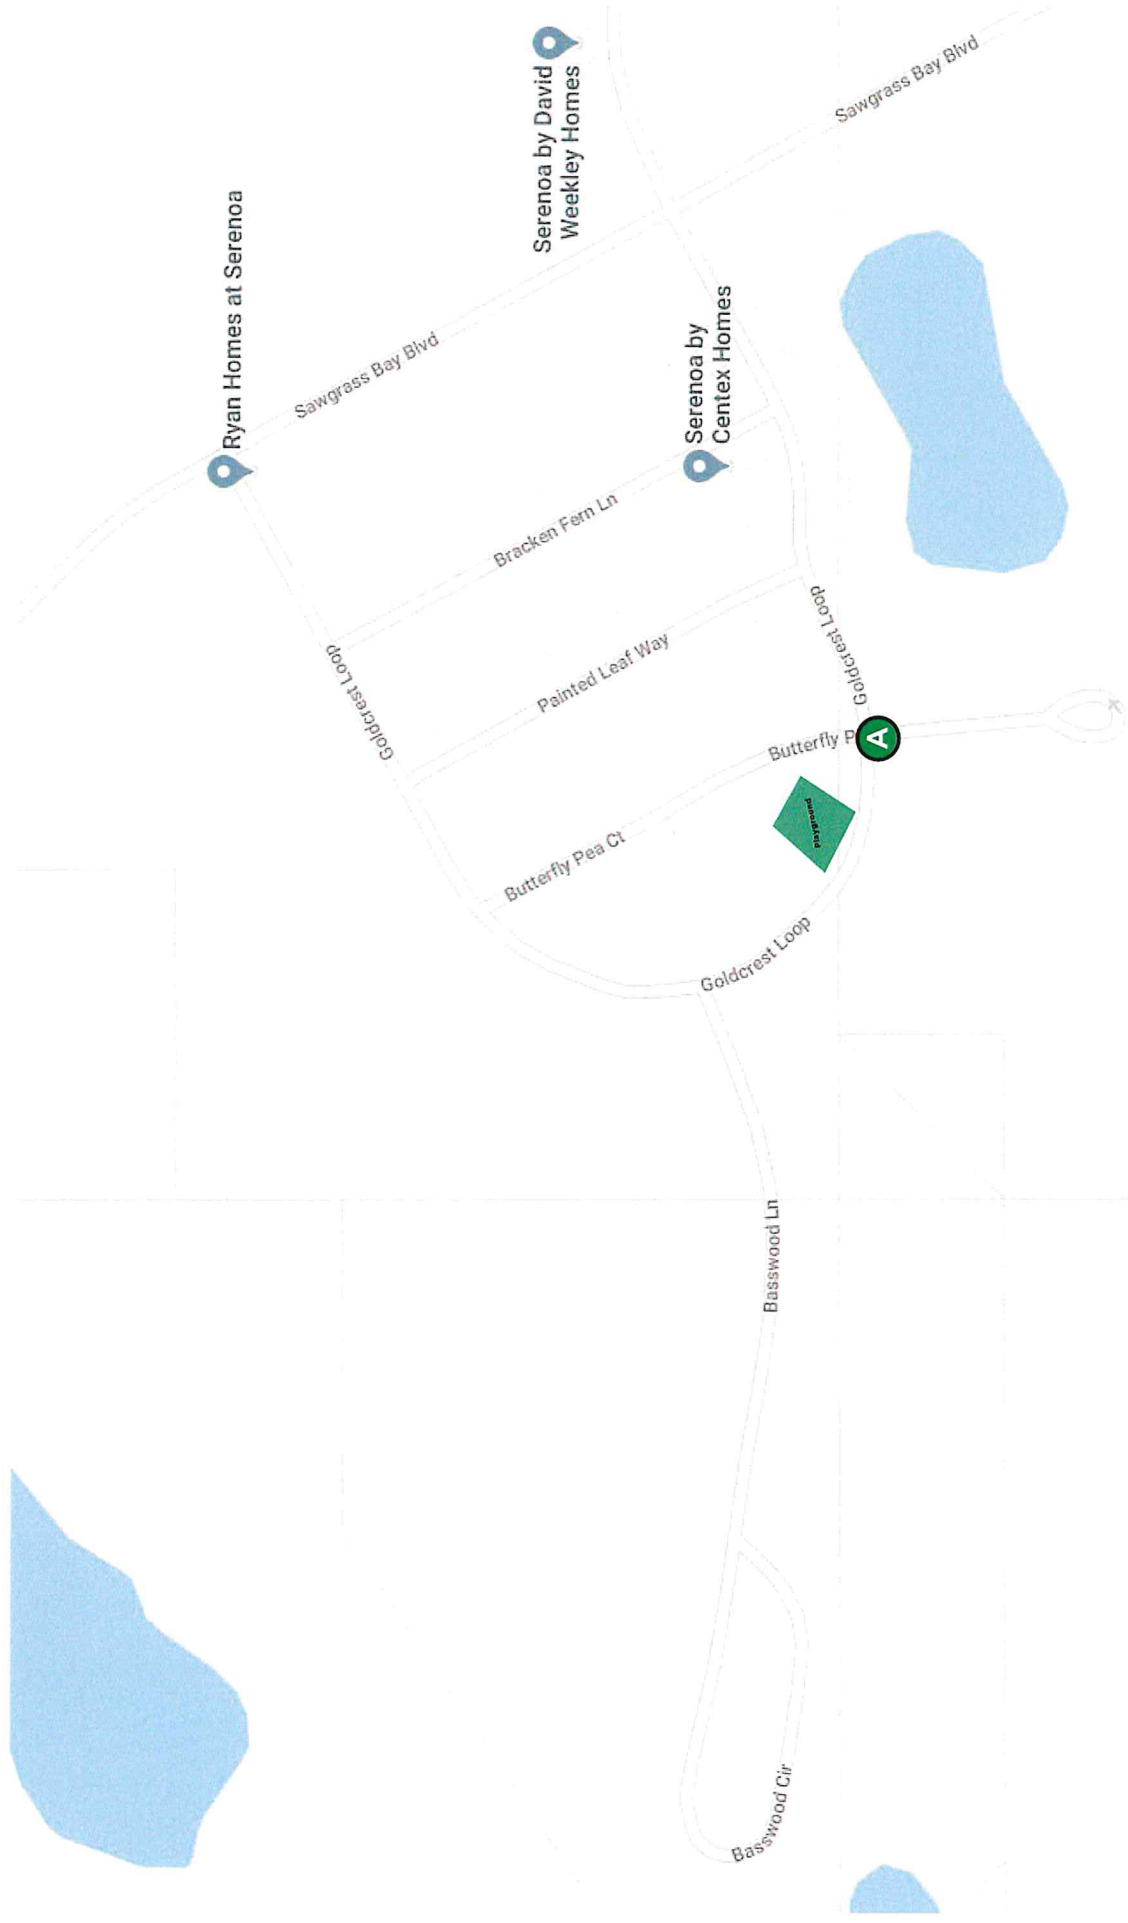 Ryan Homes at Serenoa
Serenoa by David
Weekley Homes
Sawgrass Bay Blvd
Sawgrass Bay Blvd
Serenoa by
Centex Homes
Bracken Fern Ln
Goldcrest Loop
Painted Leaf Way
Goldcrest Loop
Butterfly P
A
playground
Butterfly Pea Ct
Goldcrest Loop
Basswood Ln
Basswood Cir